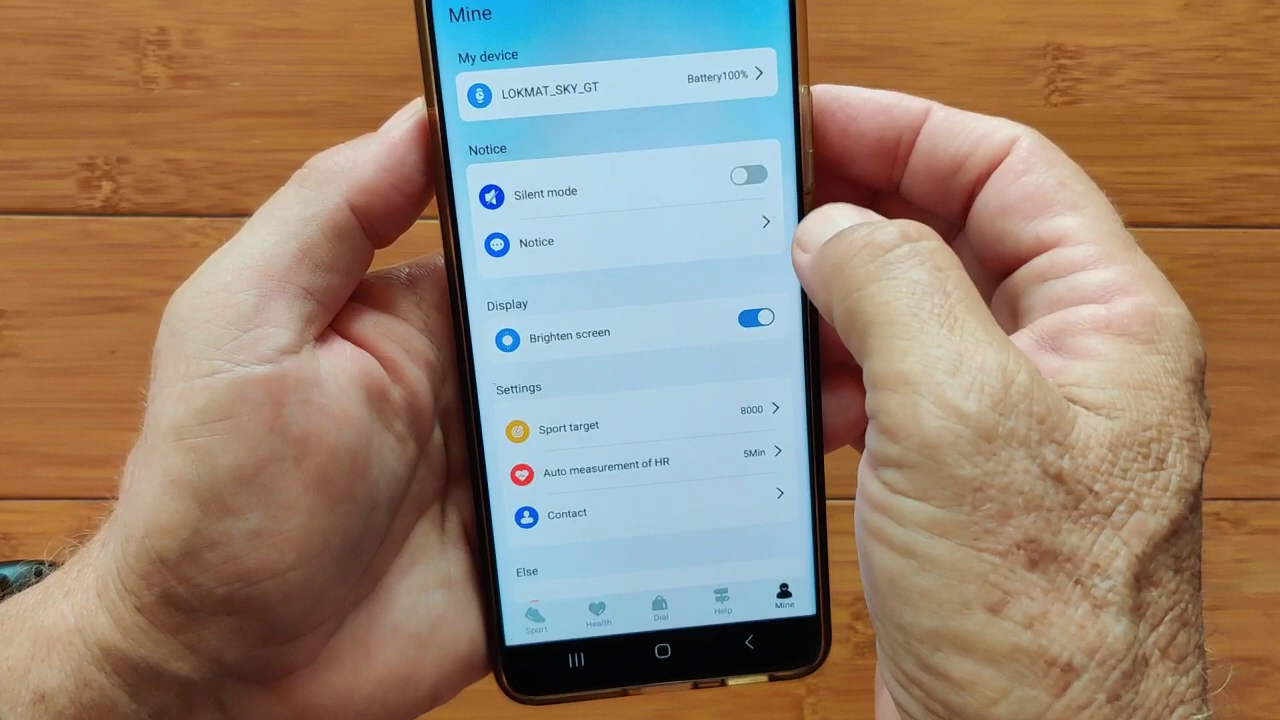 Mine
My device
LOKMAT_SKY_GT Battery100%
Notice
Silent mode
Notice
Display
Brighten screen
Settings
Sport target 8000
Auto measurement of HR 5Min
Contact
Else
Sport Health Dial Help Mine